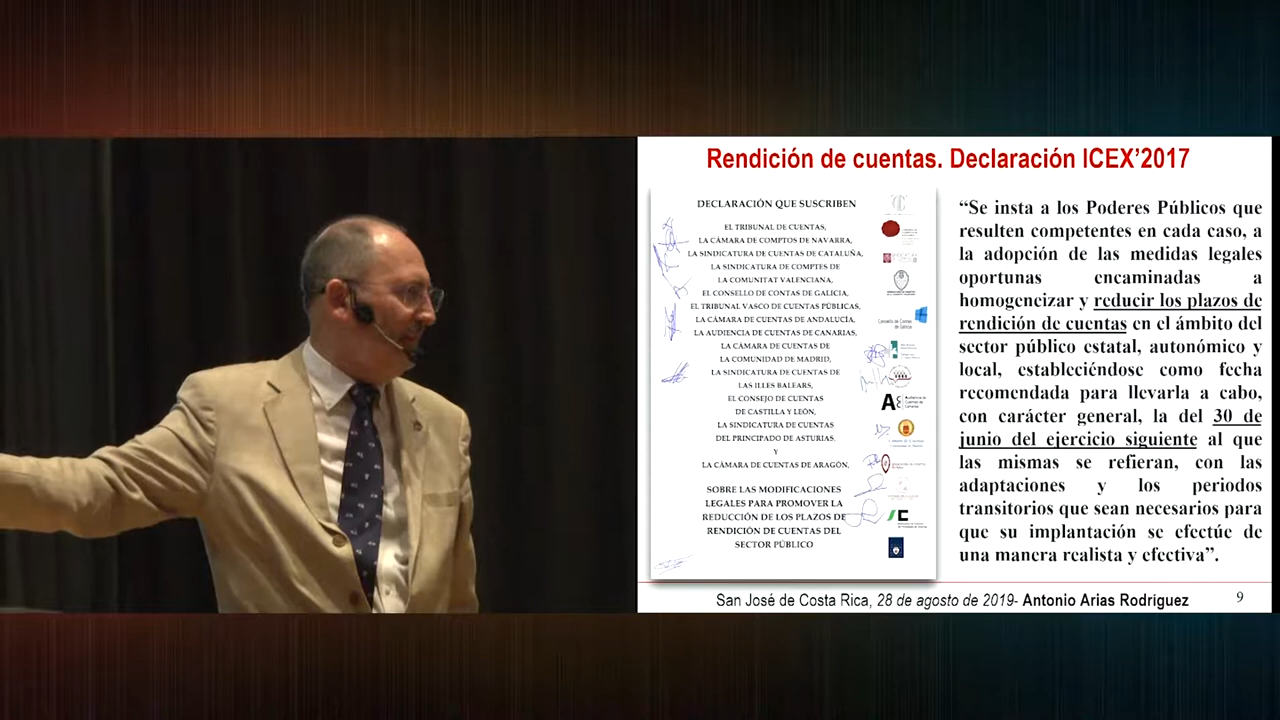 Rendición de cuentas. Declaración ICEX’2017
DECLARACIÓN QUE SUSCRIBEN
EL TRIBUNAL DE CUENTAS,
LA CÁMARA DE COMPTOS DE NAVARRA,
LA SINDICATURA DE CUENTAS DE CATALUÑA,
LA SINDICATURA DE COMPTES DE
LA COMUNITAT VALENCIANA,
EL CONSELLO DE CONTAS DE GALICIA,
EL TRIBUNAL VASCO DE CUENTAS PÚBLICAS,
LA CÁMARA DE CUENTAS DE ANDALUCÍA,
LA AUDIENCIA DE CUENTAS DE CANARIAS,
LA CÁMARA DE CUENTAS DE
LA COMUNIDAD DE MADRID,
LA SINDICATURA DE CUENTAS DE
LAS ILLES BALEARS,
EL CONSEJO DE CUENTAS
DE CASTILLA Y LEÓN,
LA SINDICATURA DE CUENTAS
DEL PRINCIPADO DE ASTURIAS,
Y
LA CÁMARA DE CUENTAS DE ARAGÓN,
SOBRE LAS MODIFICACIONES
LEGALES PARA PROMOVER LA
REDUCCIÓN DE LOS PLAZOS DE
RENDICIÓN DE CUENTAS DEL
SECTOR PÚBLICO
Consello de Contas
de Galicia
Audiencia de
Cuentas de
Canarias
“Se insta a los Poderes Públicos que
resulten competentes en cada caso, a
la adopción de las medidas legales
oportunas encaminadas a
homogeneizar y reducir los plazos de
rendición de cuentas en el ámbito del
sector público estatal, autonómico y
local, estableciéndose como fecha
recomendada para llevarla a cabo,
con carácter general, la del 30 de
junio del ejercicio siguiente al que
las mismas se refieran, con las
adaptaciones y los periodos
transitorios que sean necesarios para
que su implantación se efectúe de
una manera realista y efectiva”.
San José de Costa Rica, 28 de agosto de 2019- Antonio Arias Rodríguez
9